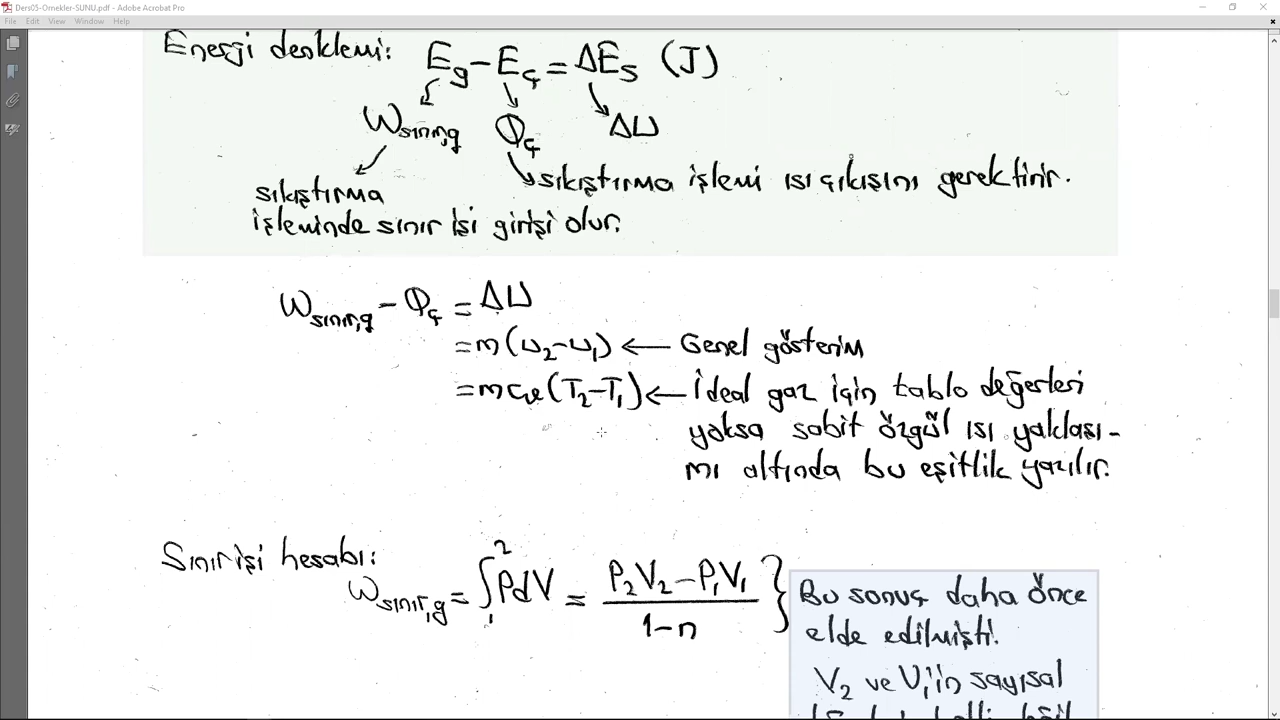 Ders05-Ornekler-SUNU.pdf - Adobe Acrobat Pro
File Edit View Window Help
Enerji denklemi: Eg - Eç = ΔEs (J)
Wsınır,g Qç ΔU
sıkıştırma işlemi ısı çıkışını gerektirir.
sıkıştırma
işleminde sınır işi girişi olur.
Wsınır,g - Qç = ΔU
= m(u2-u1) ← Genel gösterim
= mcv(T2-T1) ← İdeal gaz için tablo değerleri
yoksa sabit özgül ısı yaklaşı-
mı altında bu eşitlik yazılır.
Sınır işi hesabı:
Wsınır,g = ∫₁² PdV = (P2V2 - P1V1) / (1-n) }
Bu sonuç daha önce
elde edilmişti.
V2 ve V1'in sayısal